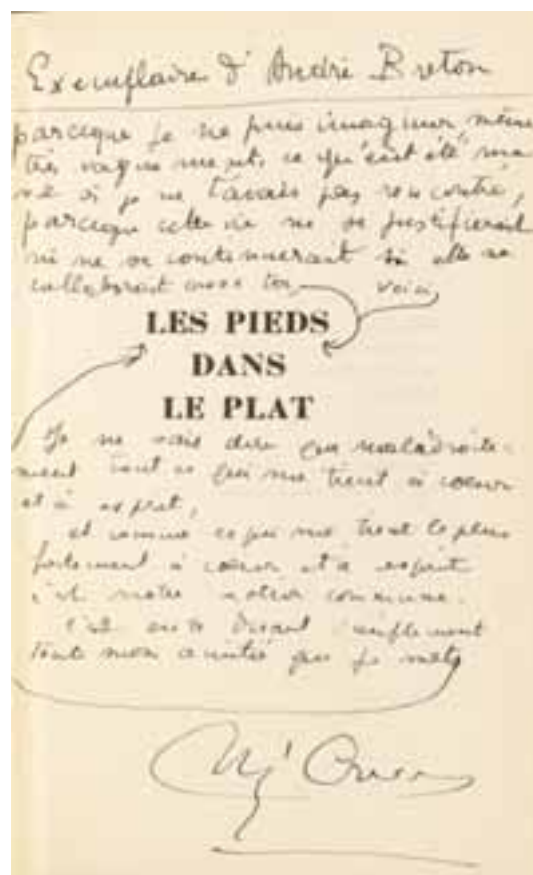 Exemplaire d'André Breton
parceque je ne puis imaginer, même
très vaguement, ce qu'eut été ma
vie si je ne t'avais pas rencontré,
parceque cette vie ne se justifierait
ni ne se continuerait si elle ne
collaborait avec toi, voici
LES PIEDS
DANS
LE PLAT
Je ne sais dire que maladroite-
ment tout ce qui me tient à coeur
et à esprit,
et comme ce qui me tient le plus
fortement à coeur et à esprit
c'est notre action commune.
C'est en te disant simplement
toute mon amitié que je mets